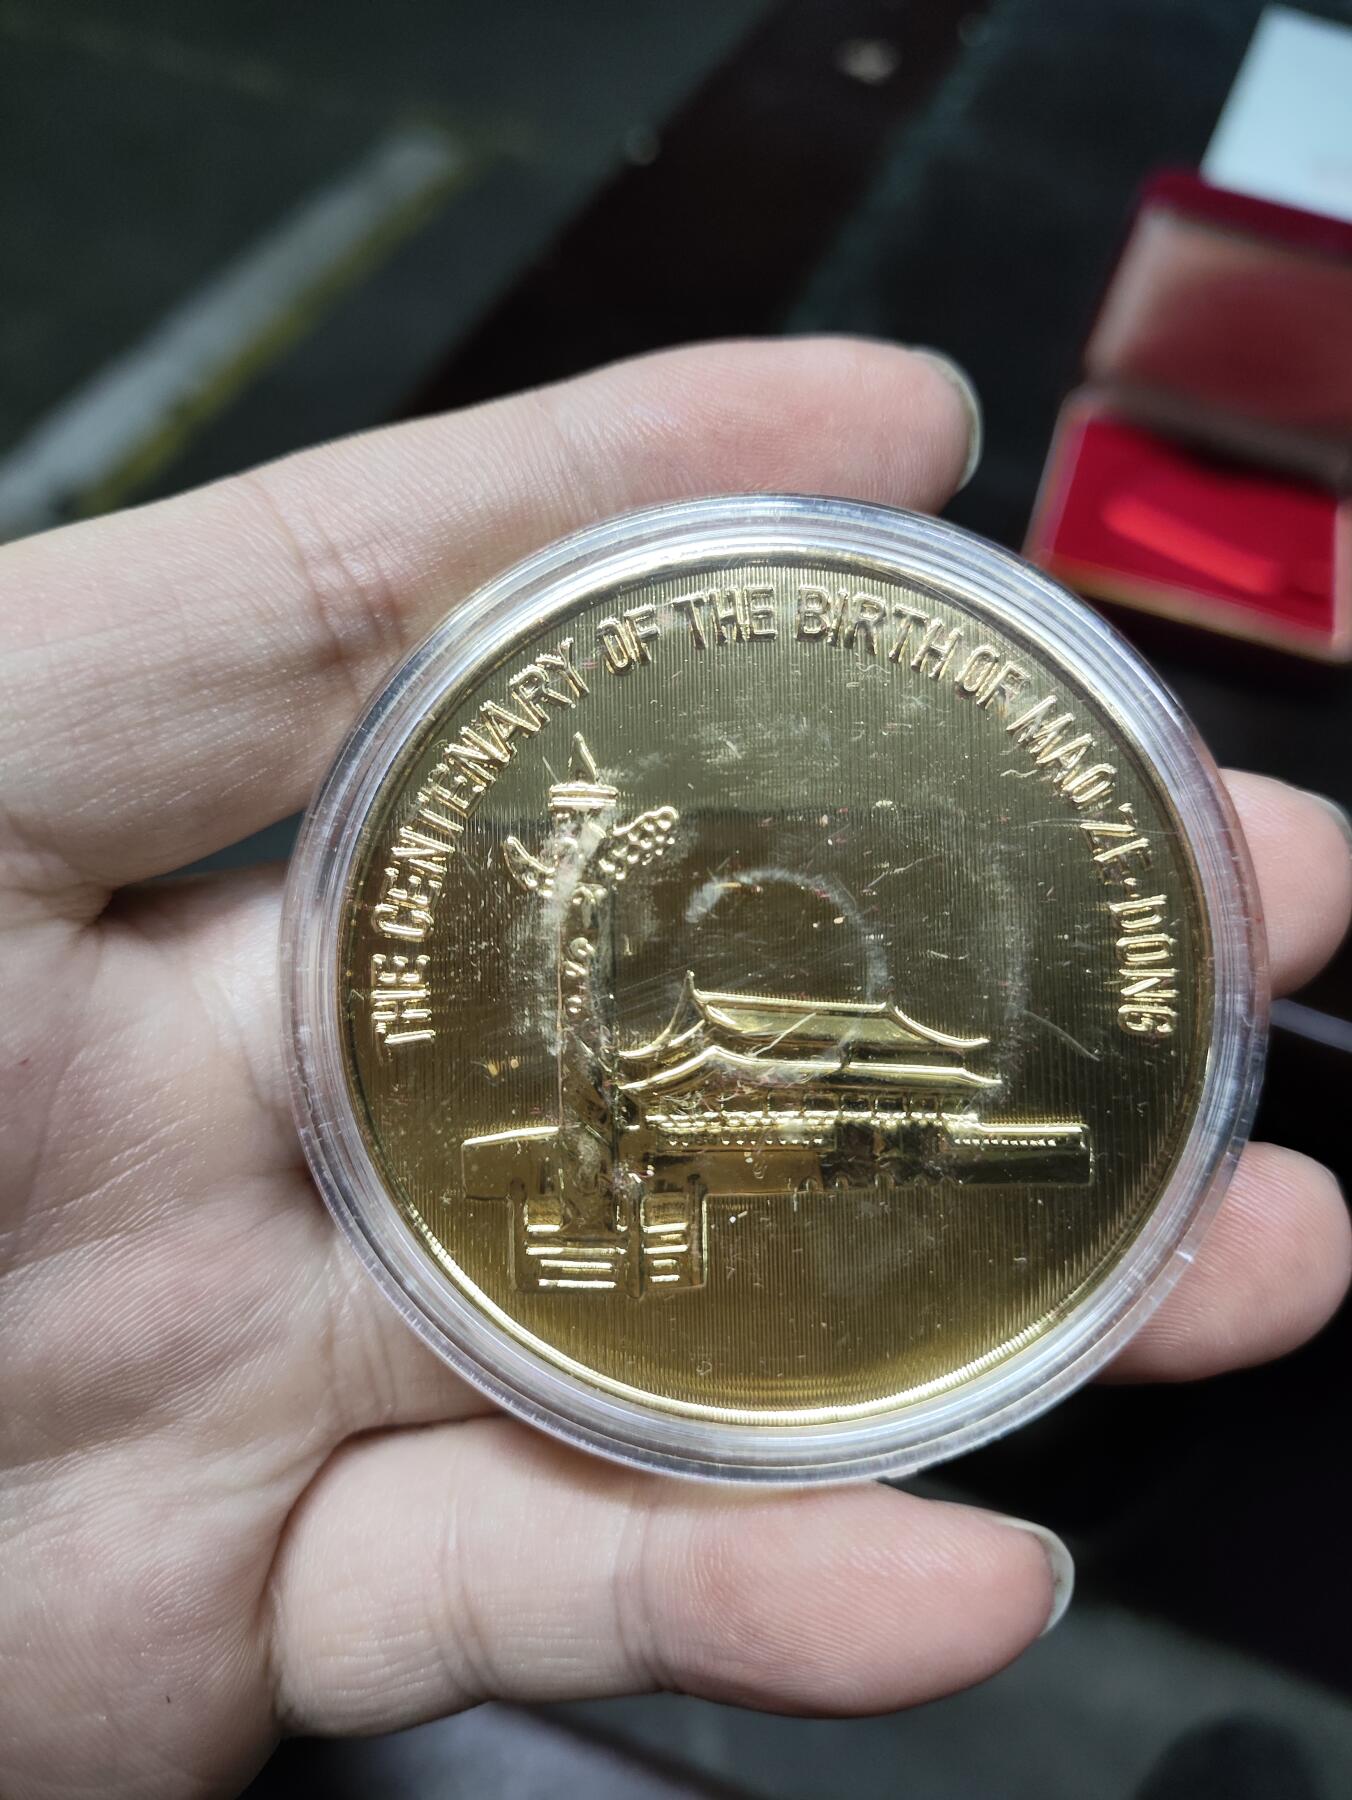 THE CENTENARY OF THE BIRTH OF MAO ZE-DONG